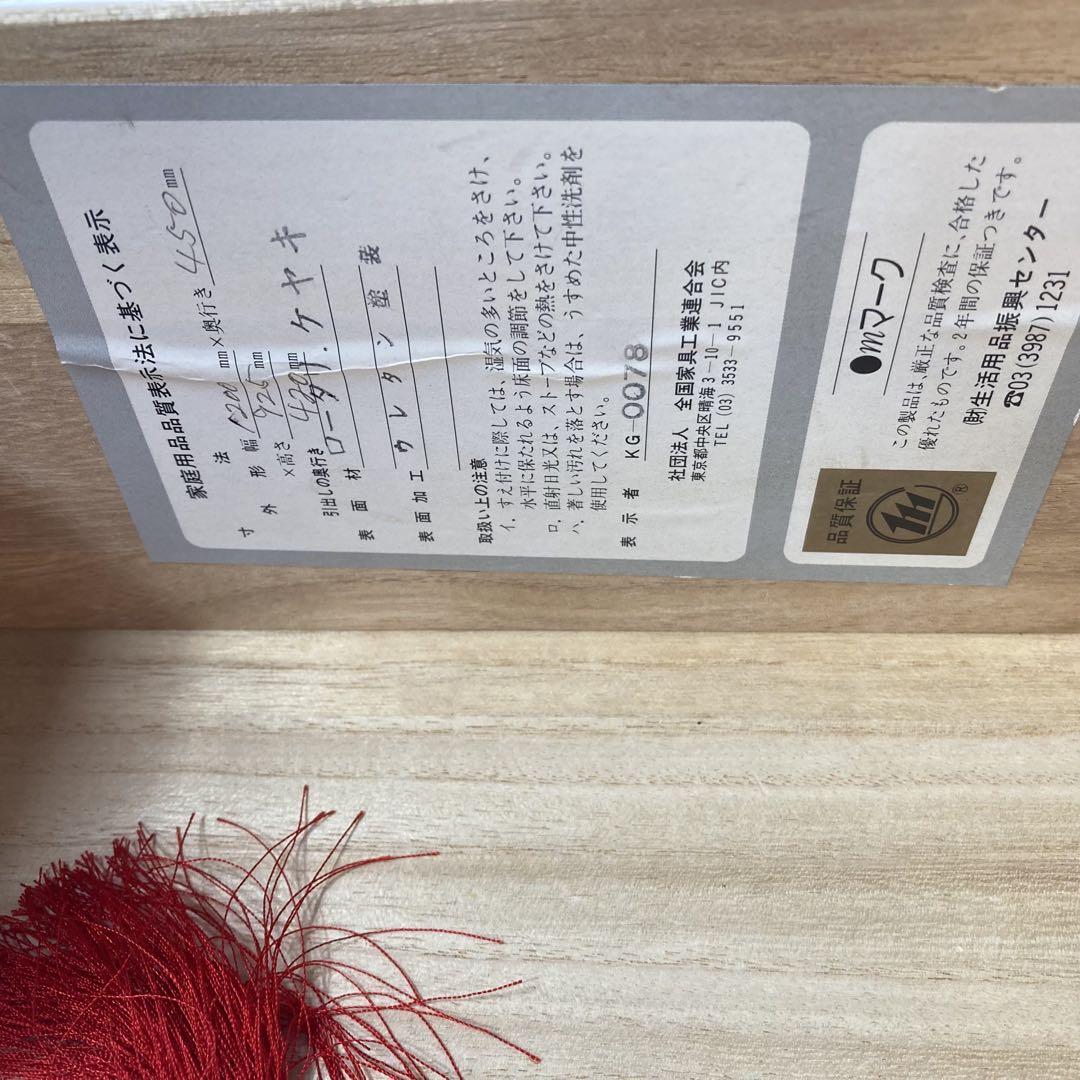 家庭用品品質表示法に基づく表示
寸法
外形 幅 1200mm×奥行き 450mm
×高さ 925mm
引出しの奥行き 420mm
表面材 ローズ ケヤキ
表面加工 ウレタン塗装
取扱い上の注意
イ、すえ付けに際しては、湿気の多いところをさけ、
水平に保たれるよう床面の調節をして下さい。
ロ、直射日光又は、ストーブなどの熱をさけて下さい。
ハ、著しい汚れを落とす場合は、うすめた中性洗剤を
使用してください。
表示者 KG-0078
社団法人 全国家具工業連合会
東京都中央区晴海3-10-1 JIC内
TEL (03) 3533-9551
●mマーク
この製品は、厳正な品質検査に、合格した
優れたものです。2年間の保証つきです。
(財)生活用品振興センター
☎03(3987)1231
品質保証
®